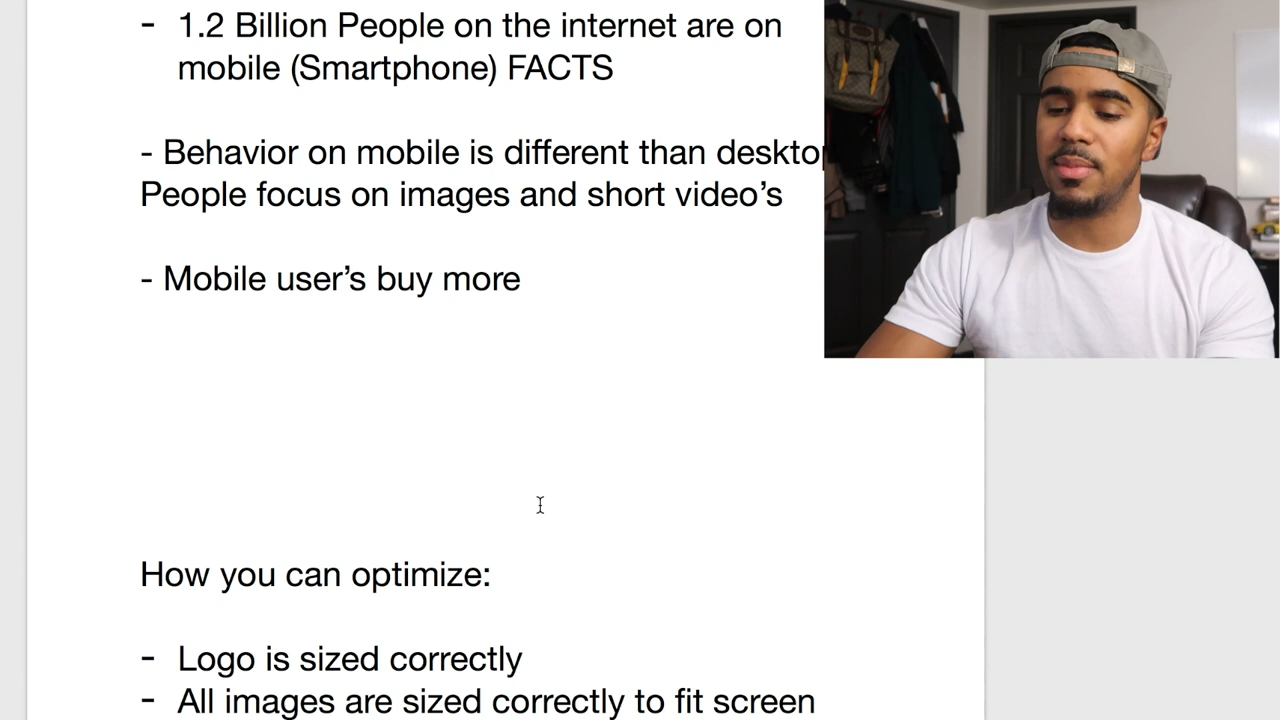 - 1.2 Billion People on the internet are on
mobile (Smartphone) FACTS
- Behavior on mobile is different than
People focus on images and short video’s
- Mobile user’s buy more
How you can optimize:
- Logo is sized correctly
- All images are sized correctly to fit screen